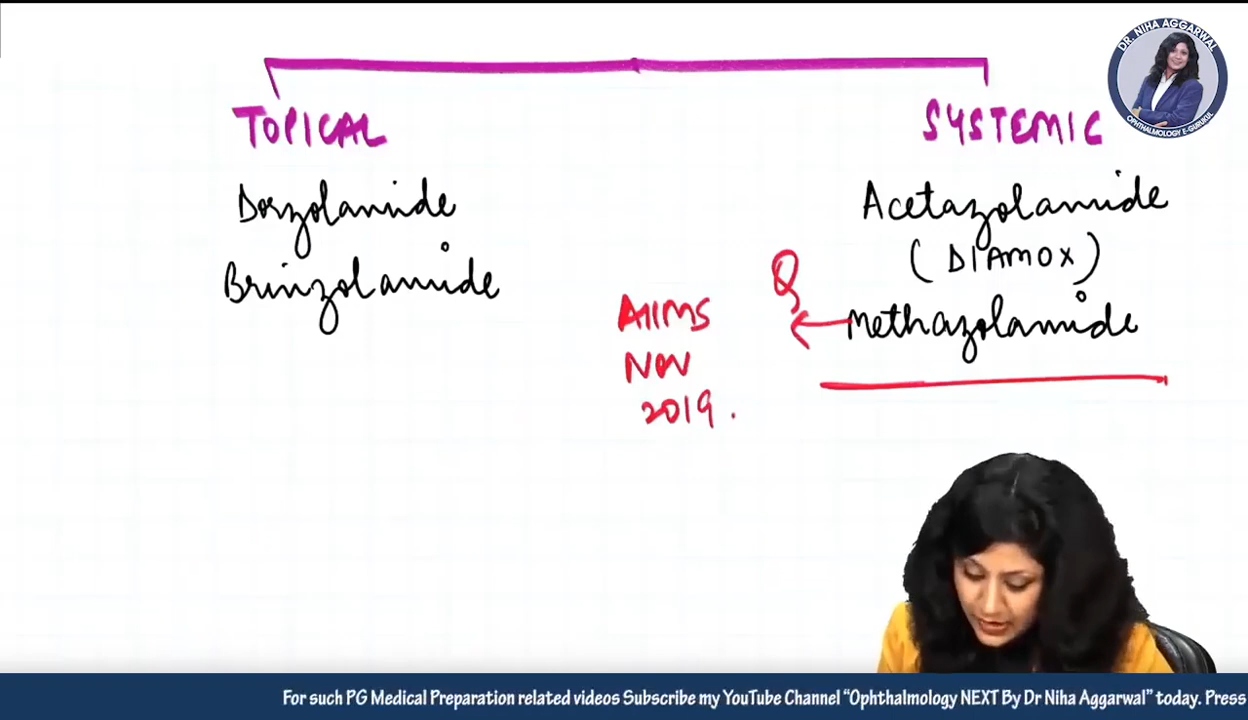 DR. NIHA AGGARWAL
OPHTHALMOLOGY E-GURUKUL
TOPICAL
SYSTEMIC
Dorzolamide
Brinzolamide
Acetazolamide
(DIAMOX)
Methazolamide
Q
AIIMS
NOV
2019.
For such PG Medical Preparation related videos Subscribe my YouTube Channel “Ophthalmology NEXT By Dr Niha Aggarwal” today. Press